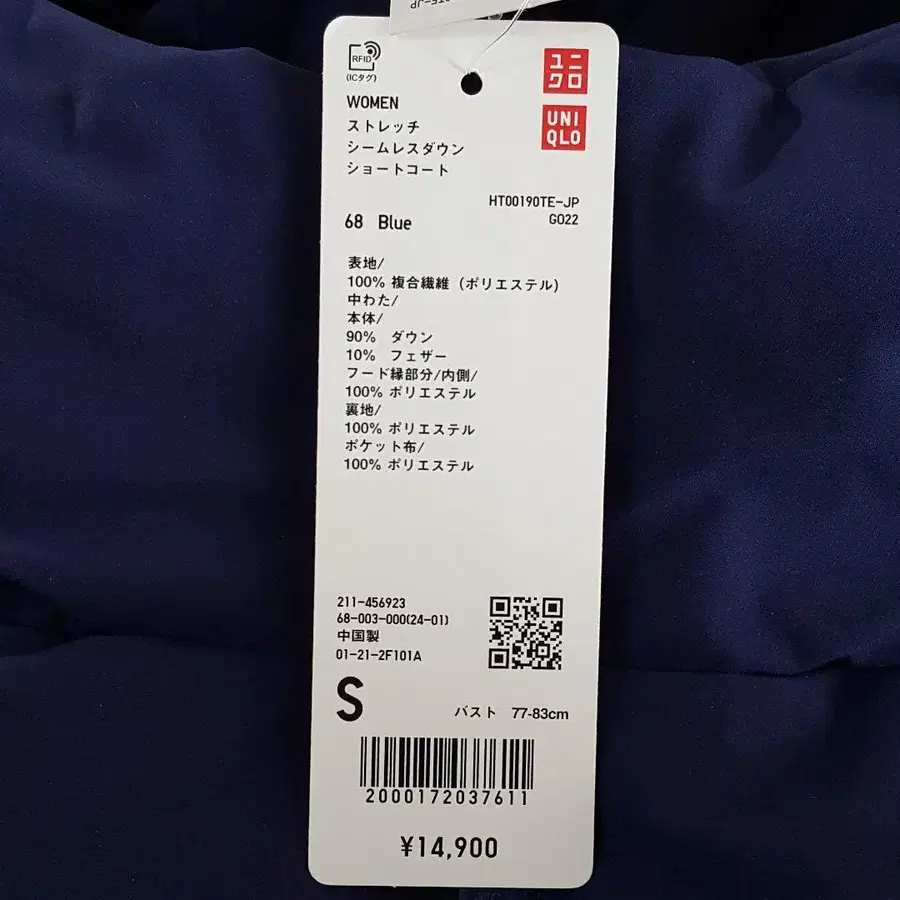 RFID
(ICタグ)
ユニ
クロ
UNI
QLO
WOMEN
ストレッチ
シームレスダウン
ショートコート
HT00190TE-JP
GO22
68 Blue
表地/
100% 複合繊維 (ポリエステル)
中わた/
本体/
90% ダウン
10% フェザー
フード縁部分/内側/
100% ポリエステル
裏地/
100% ポリエステル
ポケット布/
100% ポリエステル
211-456923
68-003-000(24-01)
中国製
01-21-2F101A
S
バスト 77-83cm
2000172037611
¥14,900